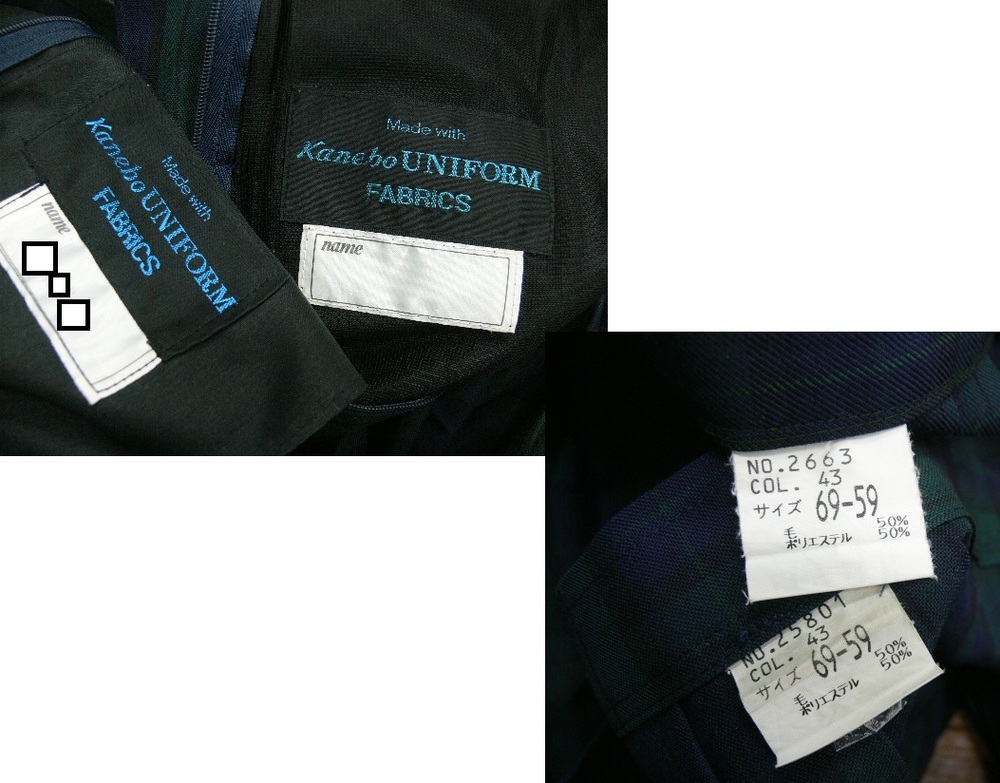 Made with
Kanebo UNIFORM
FABRICS
name
Made with
Kanebo UNIFORM
FABRICS
name
NO.2663
COL. 43
サイズ 69-59
毛 50%
ポリエステル 50%
NO.25801
COL. 43
サイズ 69-59
毛 50%
ポリエステル 50%